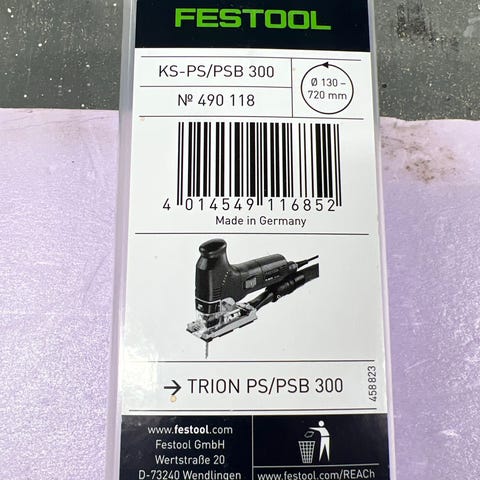 FESTOOL
KS-PS/PSB 300
Nº 490 118
Ø 130 –
720 mm
4 014549 116852
Made in Germany
→ TRION PS/PSB 300
458823
www.festool.com
Festool GmbH
Wertstraße 20
D-73240 Wendlingen
www.festool.com/REACh